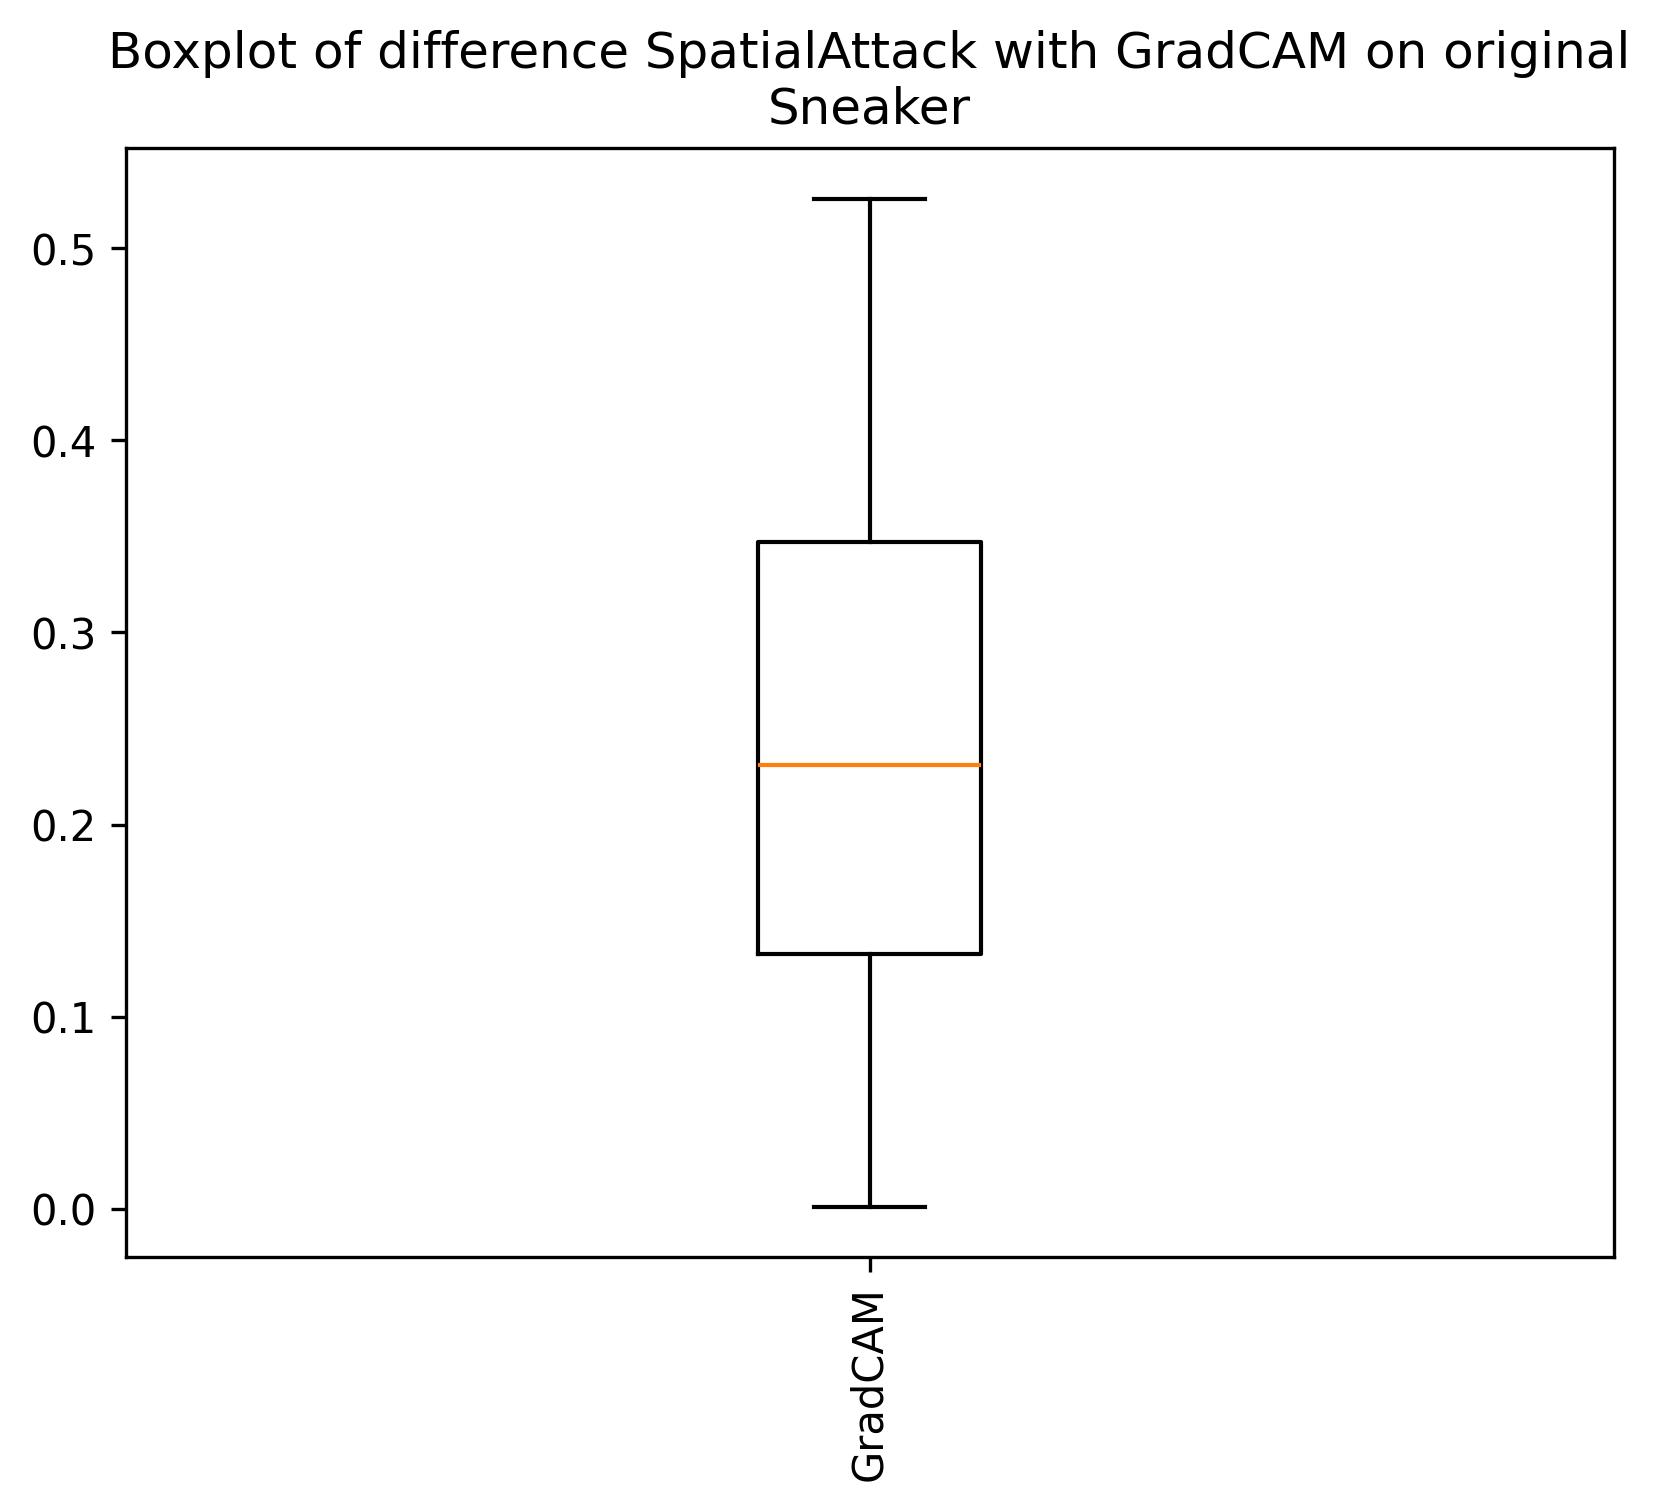 Boxplot of difference SpatialAttack with GradCAM on original
Sneaker
0.5
0.4
0.3
0.2
0.1
0.0
GradCAM